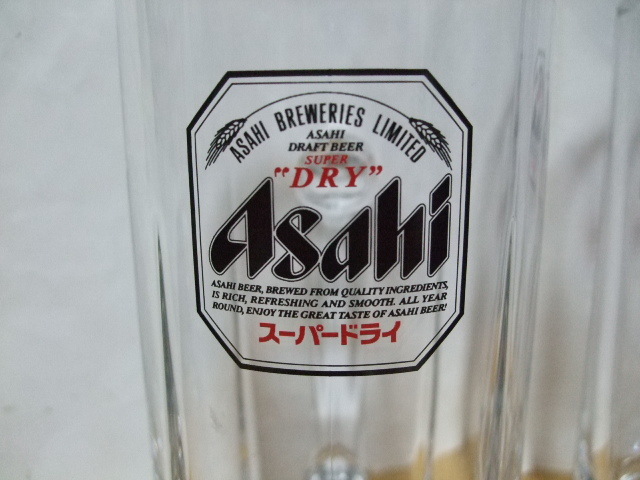 ASAHI BREWERIES LIMITED
ASAHI
DRAFT BEER
SUPER
"DRY"
Asahi
ASAHI BEER, BREWED FROM QUALITY INGREDIENTS,
IS RICH, REFRESHING AND SMOOTH. ALL YEAR
ROUND, ENJOY THE GREAT TASTE OF ASAHI BEER!
スーパードライ